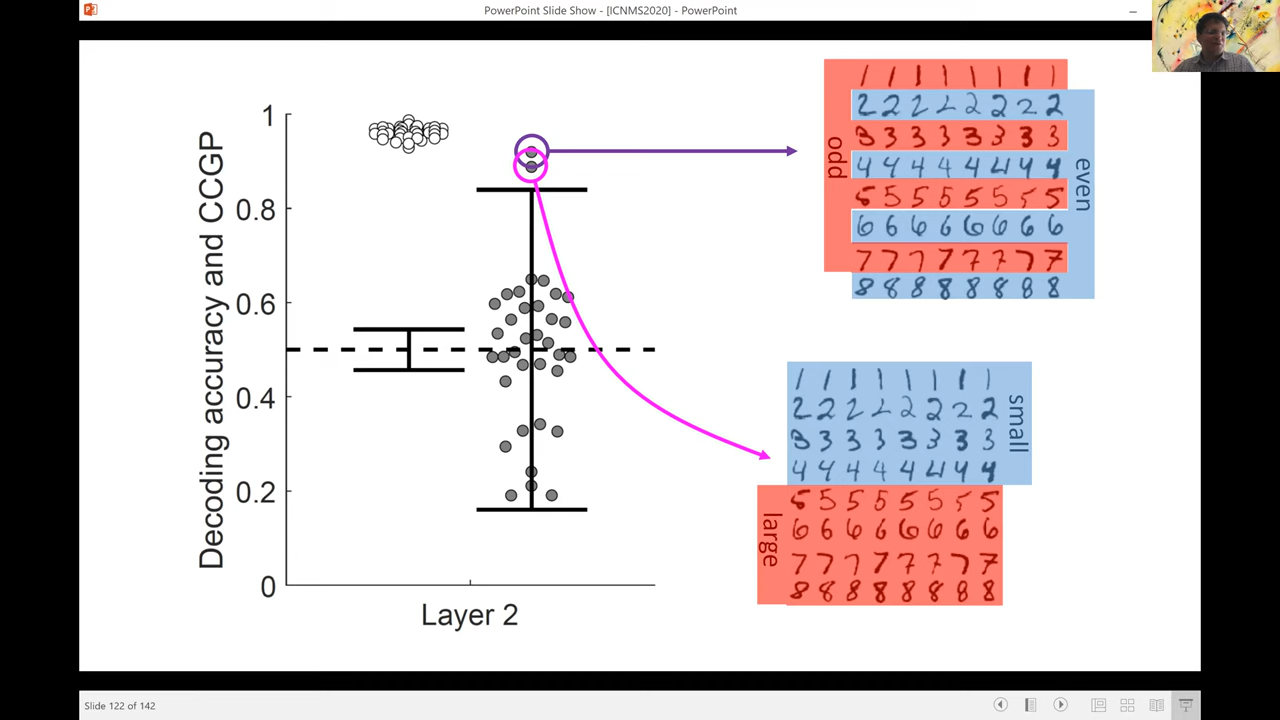 PowerPoint Slide Show - [ICNMS2020] - PowerPoint
Decoding accuracy and CCGP
1
0.8
0.6
0.4
0.2
0
Layer 2
odd
even
1 1 1 1 1 1 1 1
2 2 2 2 2 2 2 2
3 3 3 3 3 3 3 3
4 4 4 4 4 4 4 4
5 5 5 5 5 5 5 5
6 6 6 6 6 6 6 6
7 7 7 7 7 7 7 7
8 8 8 8 8 8 8 8
small
1 1 1 1 1 1 1 1
2 2 2 2 2 2 2 2
3 3 3 3 3 3 3 3
4 4 4 4 4 4 4 4
large
5 5 5 5 5 5 5 5
6 6 6 6 6 6 6 6
7 7 7 7 7 7 7 7
8 8 8 8 8 8 8 8
Slide 122 of 142